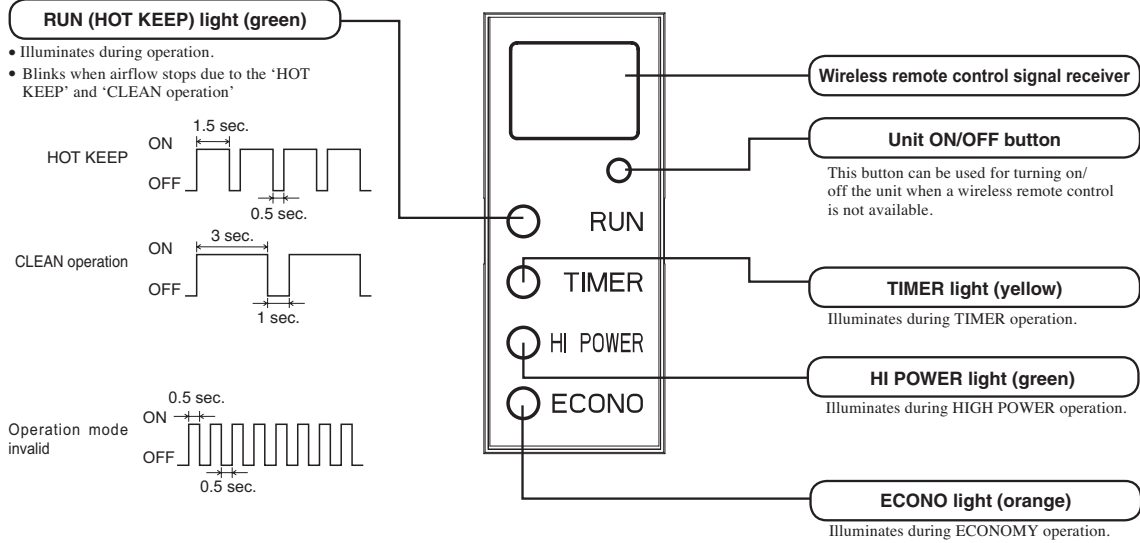 RUN (HOT KEEP) light (green)
• Illuminates during operation.
• Blinks when airflow stops due to the ‘HOT
KEEP’ and ‘CLEAN operation’
HOT KEEP
ON
OFF
1.5 sec.
0.5 sec.
CLEAN operation
ON
OFF
3 sec.
1 sec.
Operation mode
invalid
ON
OFF
0.5 sec.
0.5 sec.
RUN
TIMER
HI POWER
ECONO
Wireless remote control signal receiver
Unit ON/OFF button
This button can be used for turning on/
off the unit when a wireless remote control
is not available.
TIMER light (yellow)
Illuminates during TIMER operation.
HI POWER light (green)
Illuminates during HIGH POWER operation.
ECONO light (orange)
Illuminates during ECONOMY operation.